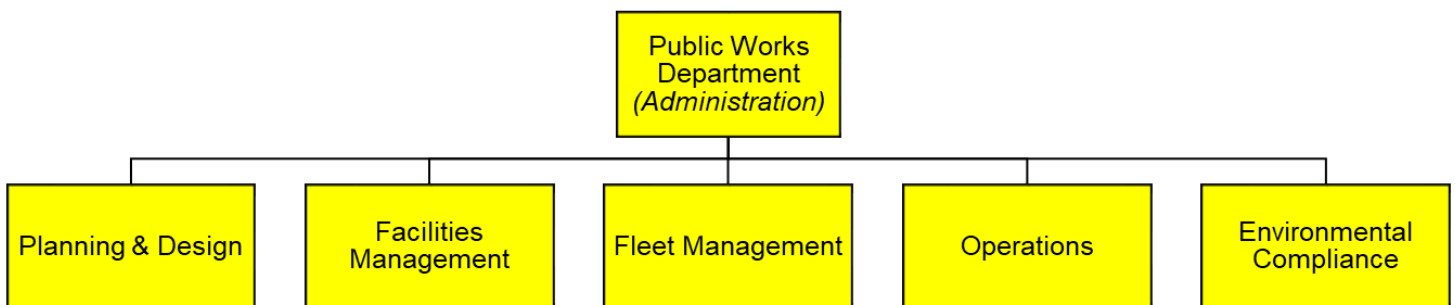 Public Works
Department
(Administration)
Planning & Design
Facilities
Management
Fleet Management
Operations
Environmental
Compliance